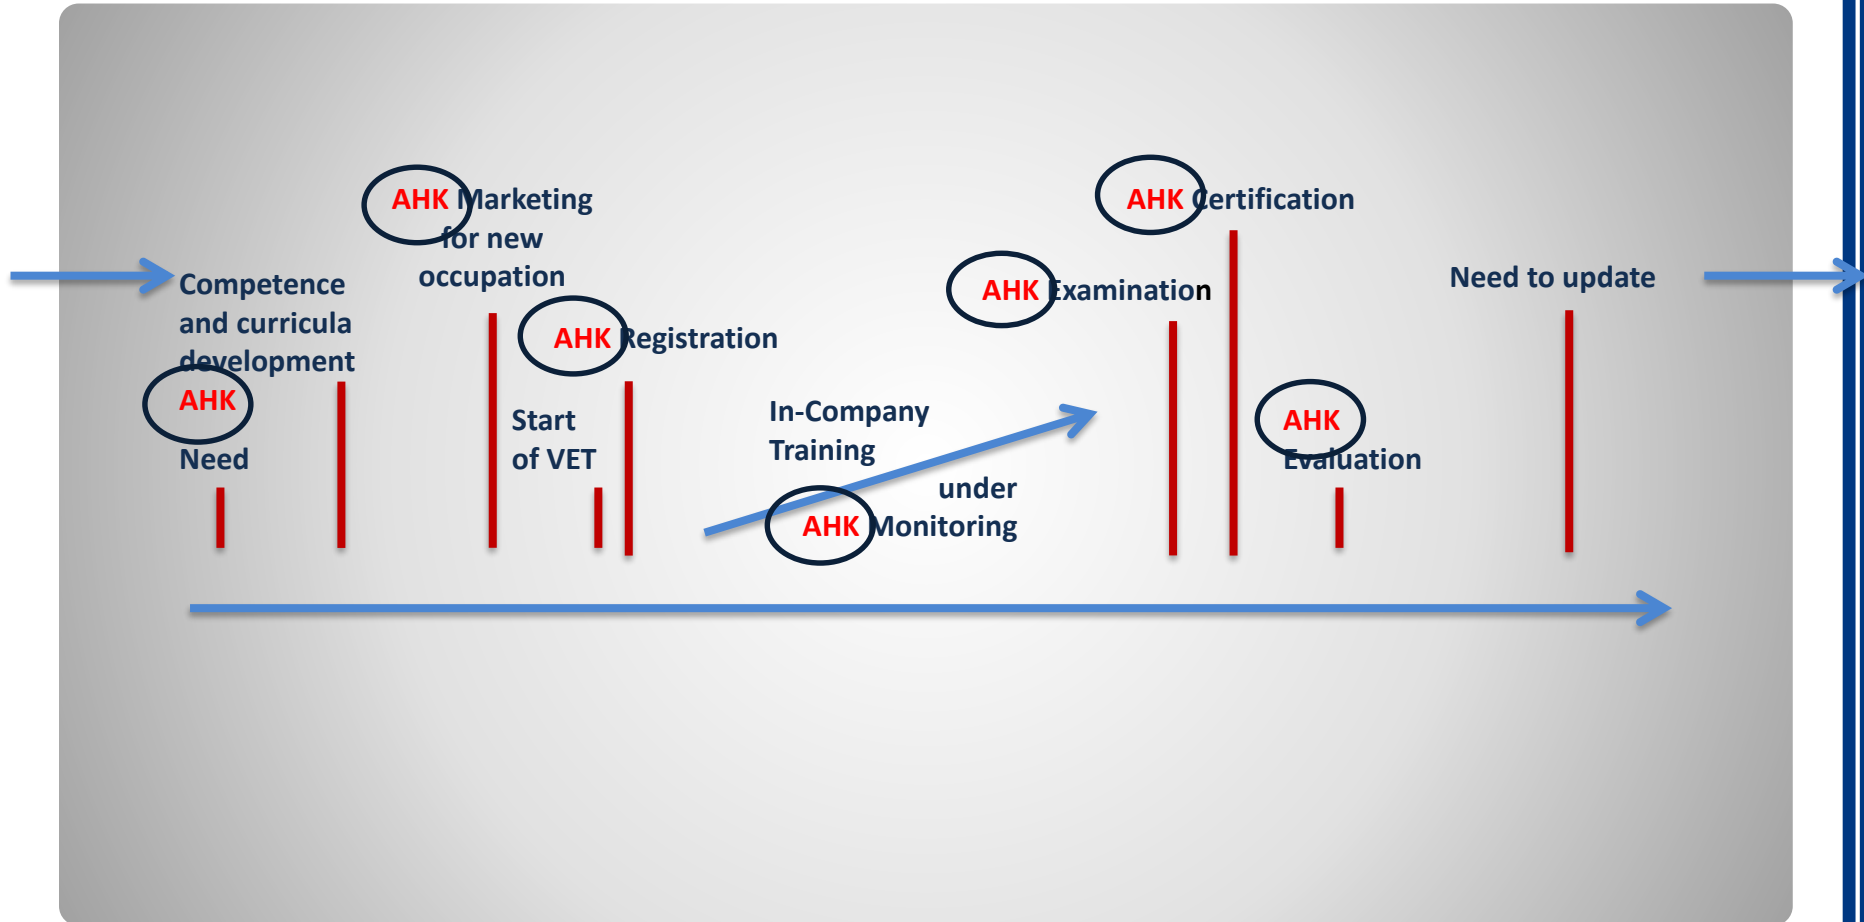 AHK Marketing
for new
occupation
Competence
and curricula
development
AHK
Need
AHK Registration
Start
of VET
In-Company
Training
under
AHK Monitoring
AHK Examination
AHK Certification
AHK
Evaluation
Need to update